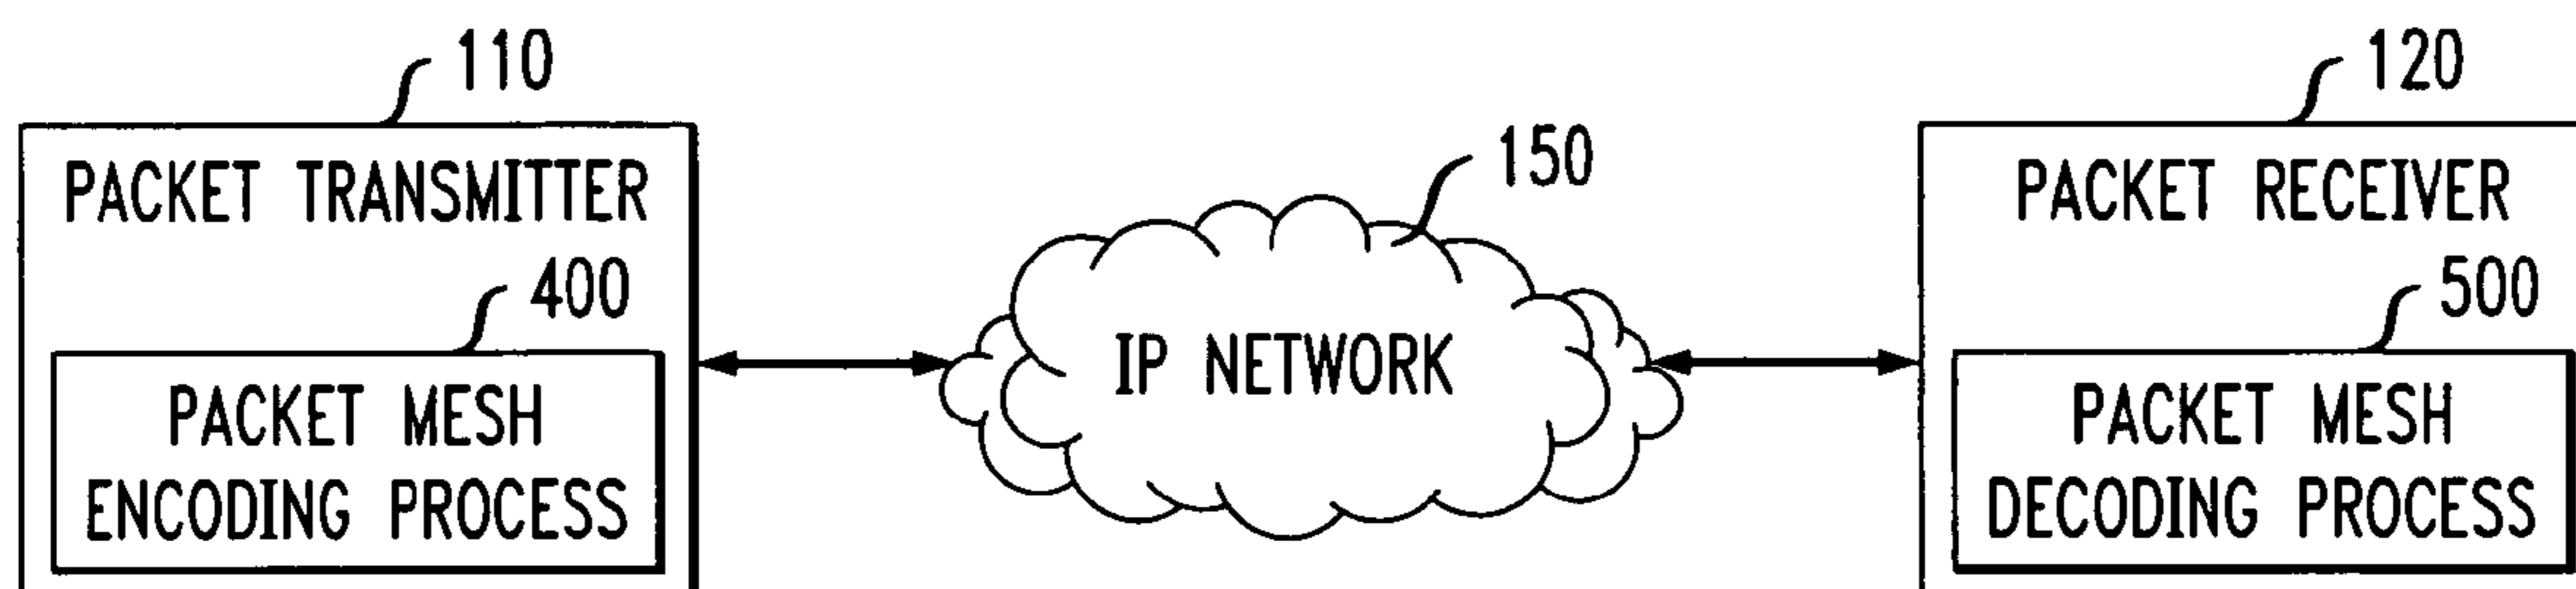 110
PACKET TRANSMITTER
400
PACKET MESH
ENCODING PROCESS
150
IP NETWORK
120
PACKET RECEIVER
500
PACKET MESH
DECODING PROCESS